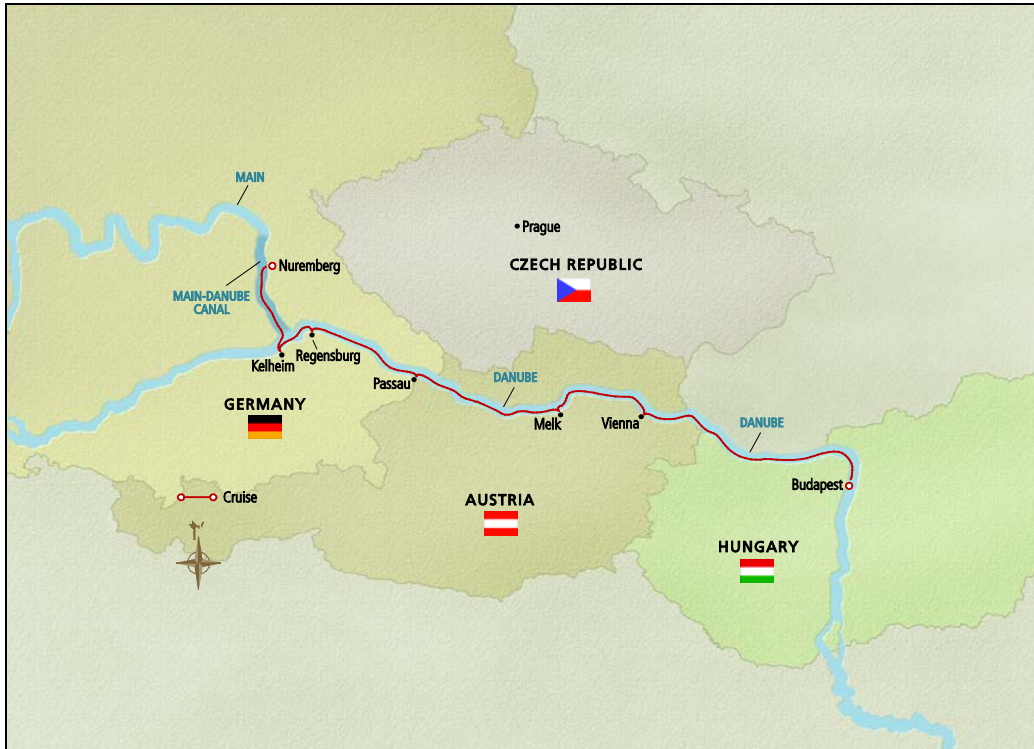 MAIN
Prague
CZECH REPUBLIC
Nuremberg
MAIN-DANUBE
CANAL
Regensburg
Kelheim
Passau
DANUBE
GERMANY
Melk
Vienna
DANUBE
Budapest
Cruise
AUSTRIA
HUNGARY